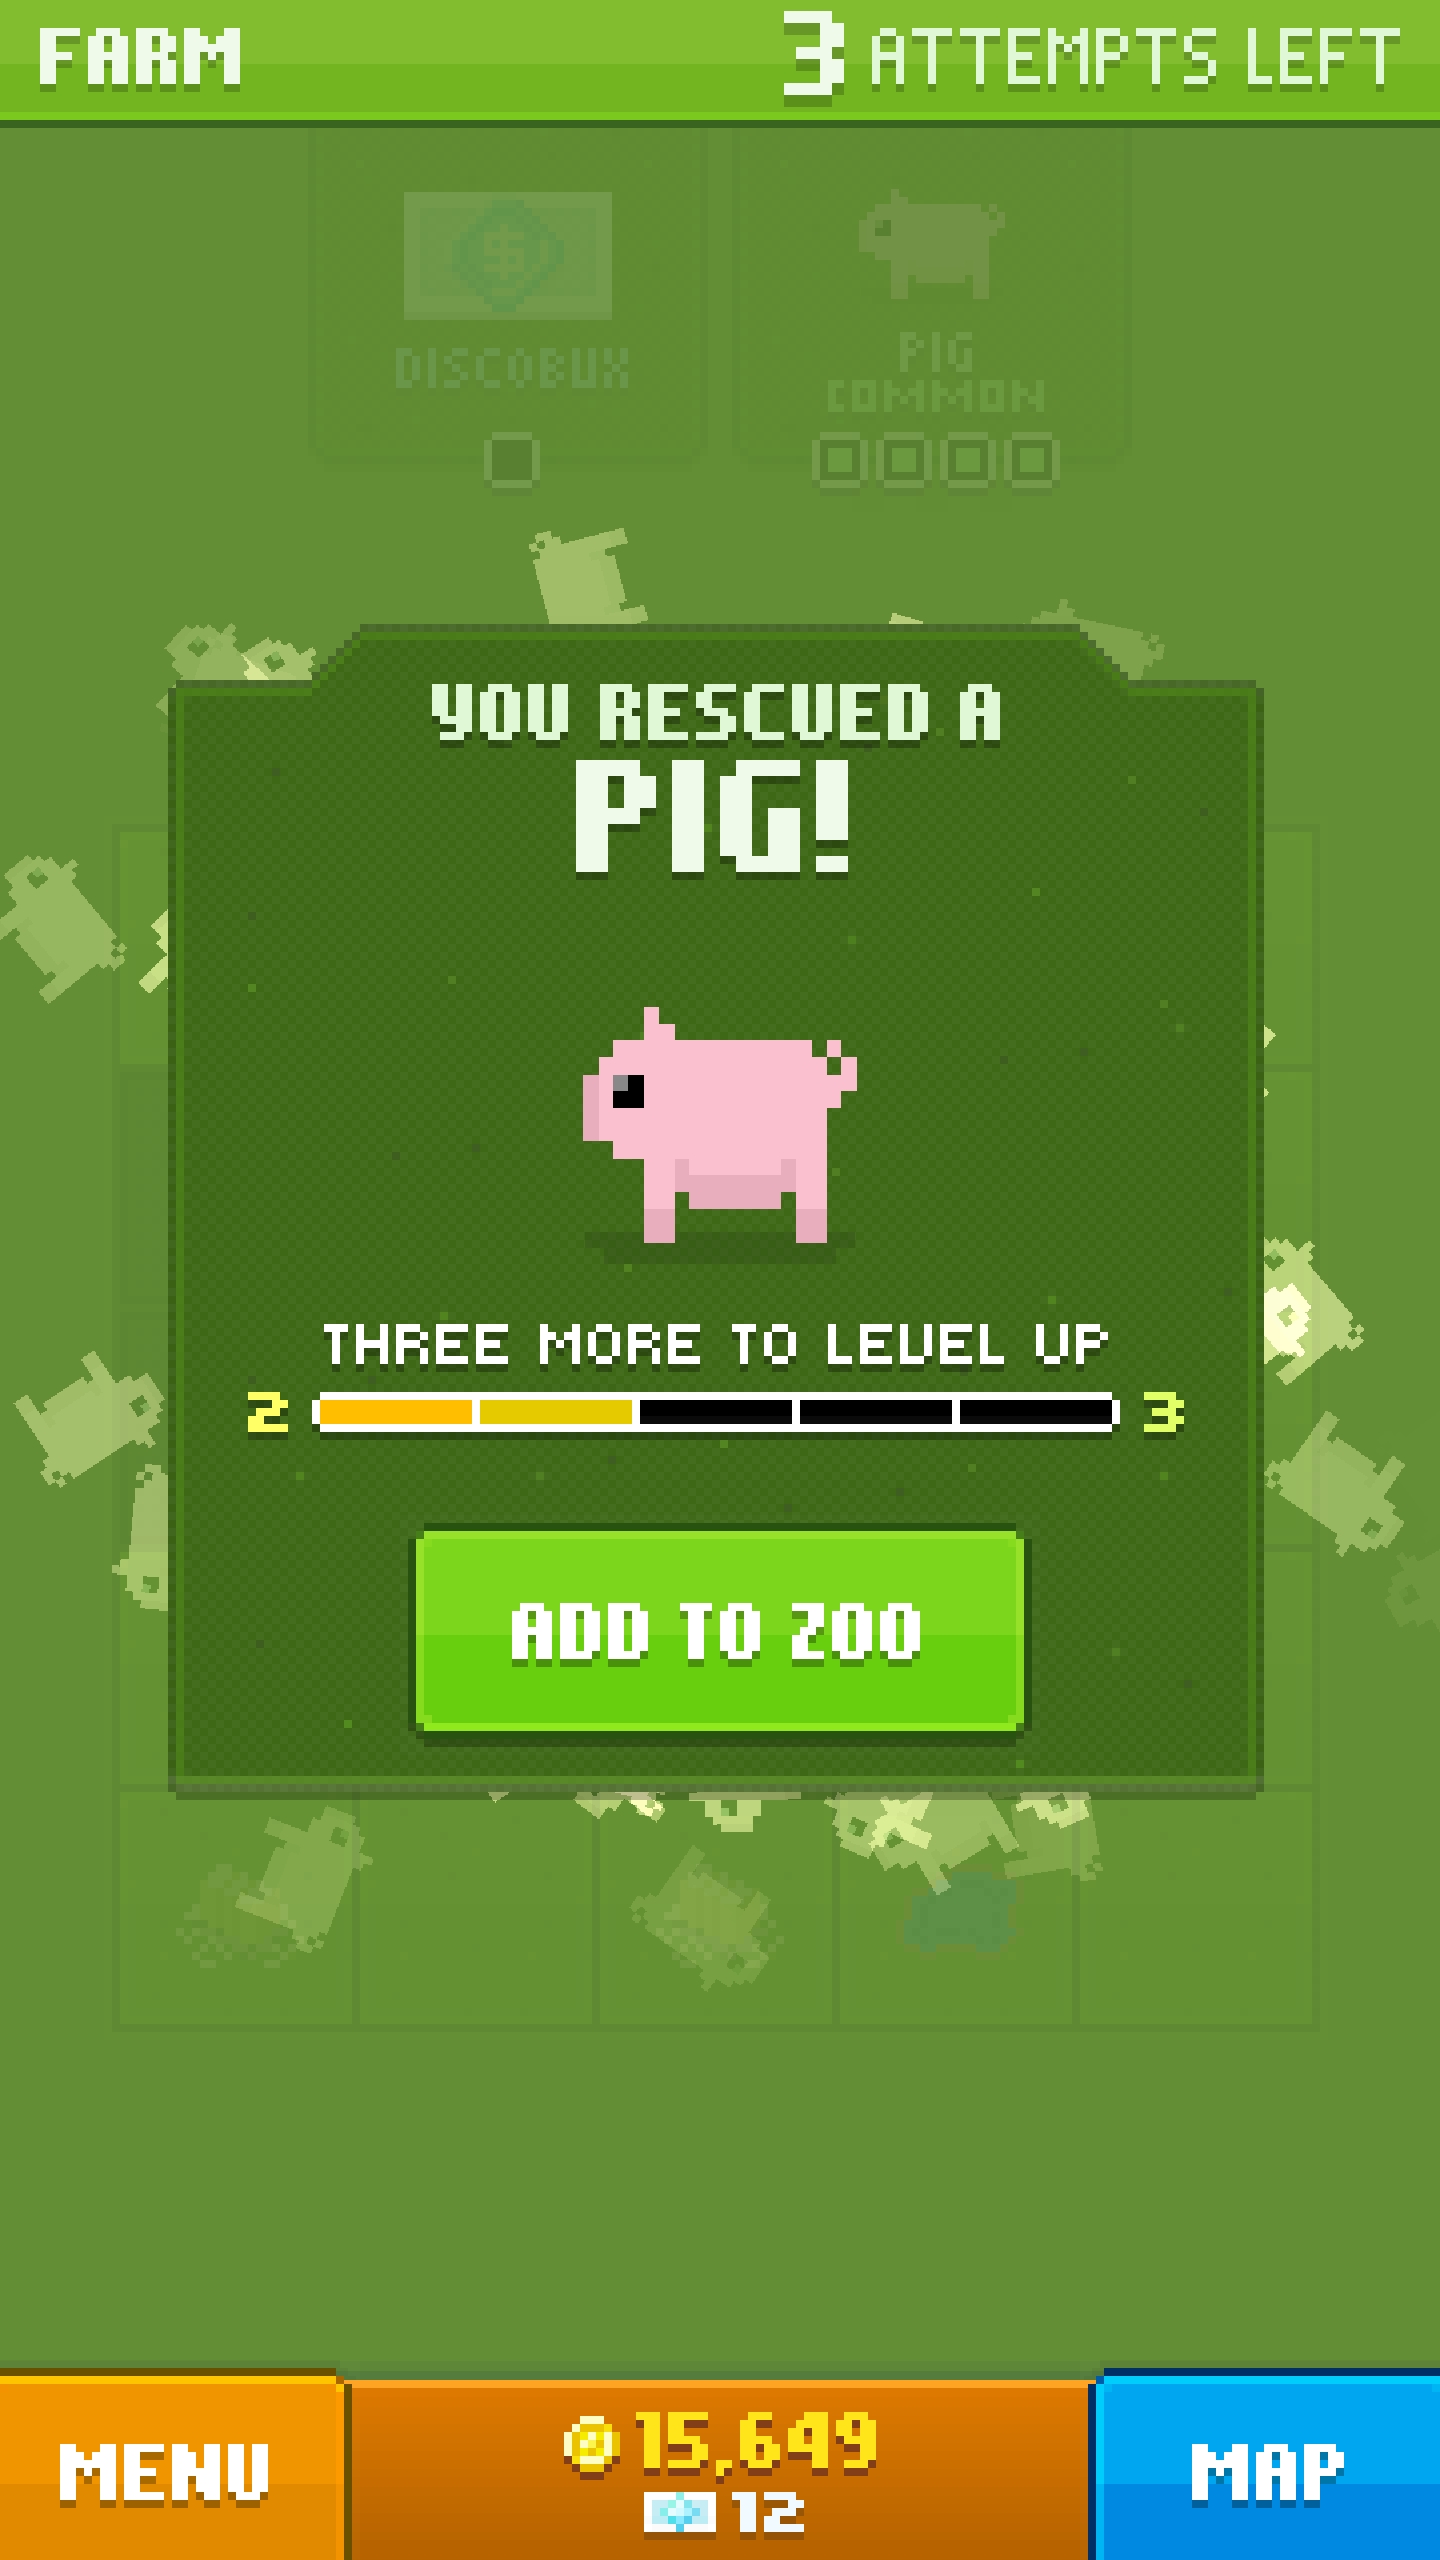 FARM
3 ATTEMPTS LEFT
DISCOBUX
PIG
COMMON
YOU RESCUED A
PIG!
THREE MORE TO LEVEL UP
2 3
ADD TO ZOO
MENU
15,649
12
MAP